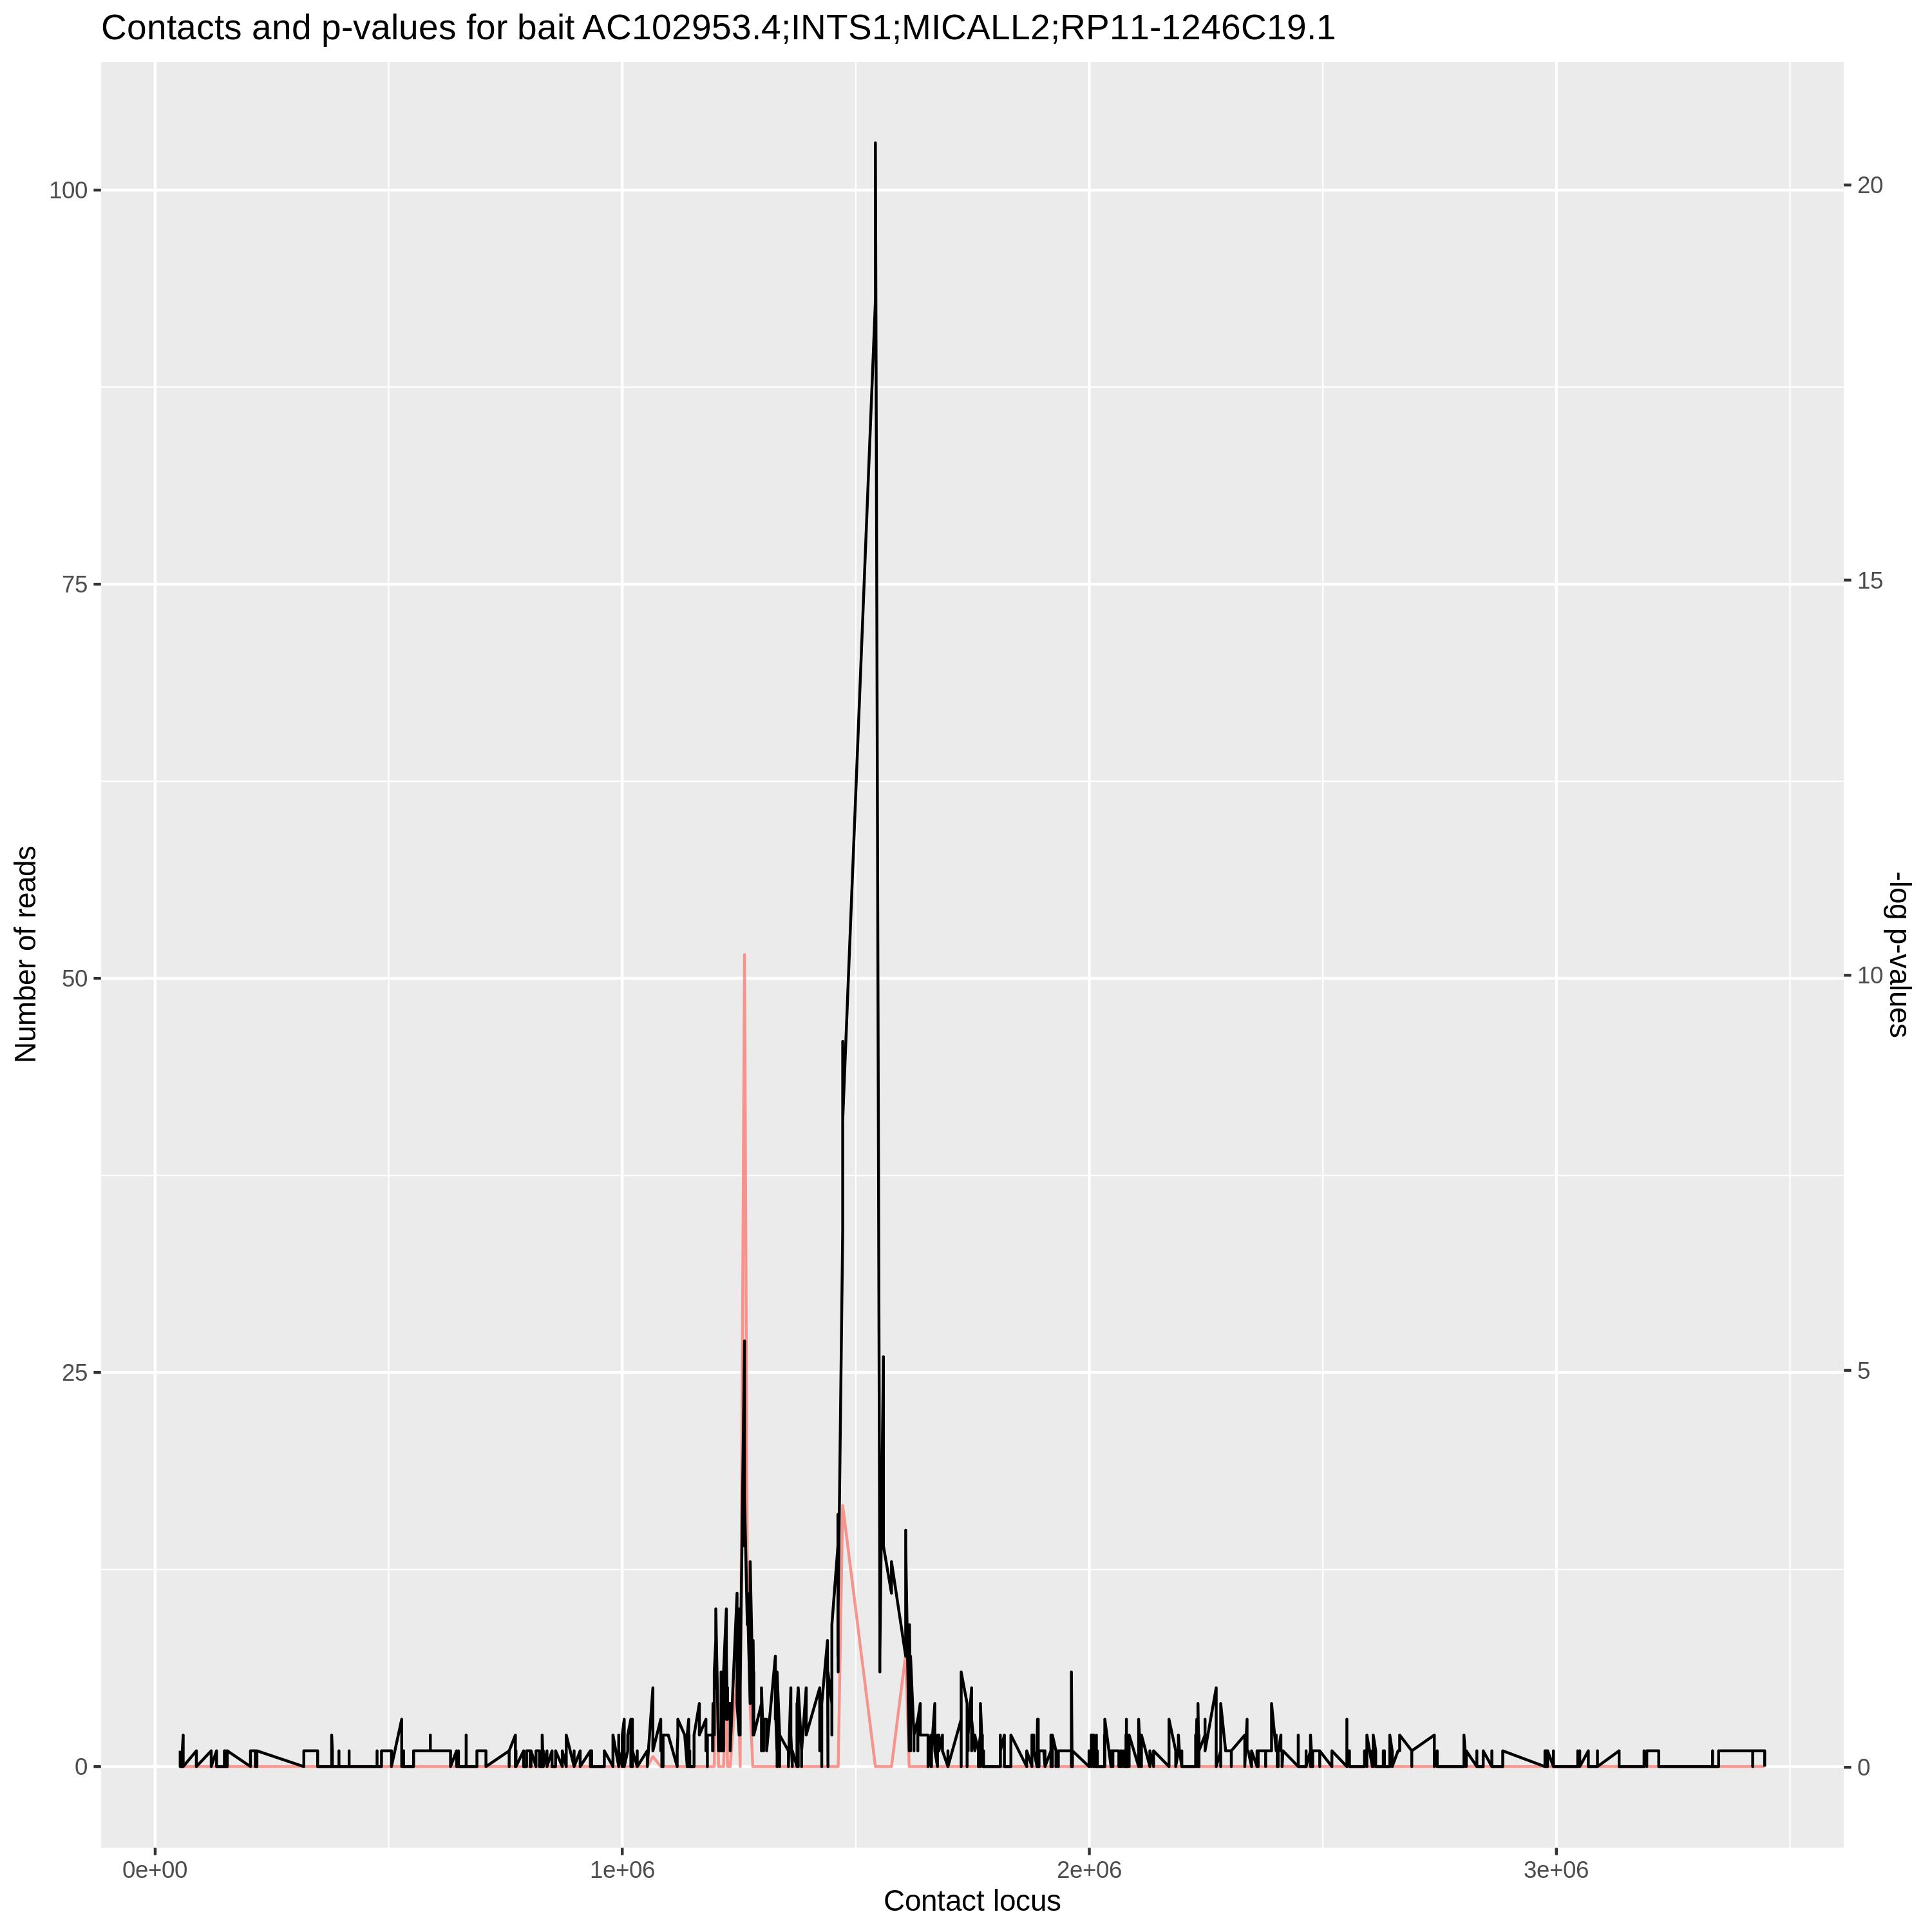 Contacts and p-values for bait AC102953.4;INTS1;MICALL2;RP11-1246C19.1
100
75
50
25
0
Number of reads
20
15
10
5
0
-log p-values
0e+00 1e+06 2e+06 3e+06
Contact locus